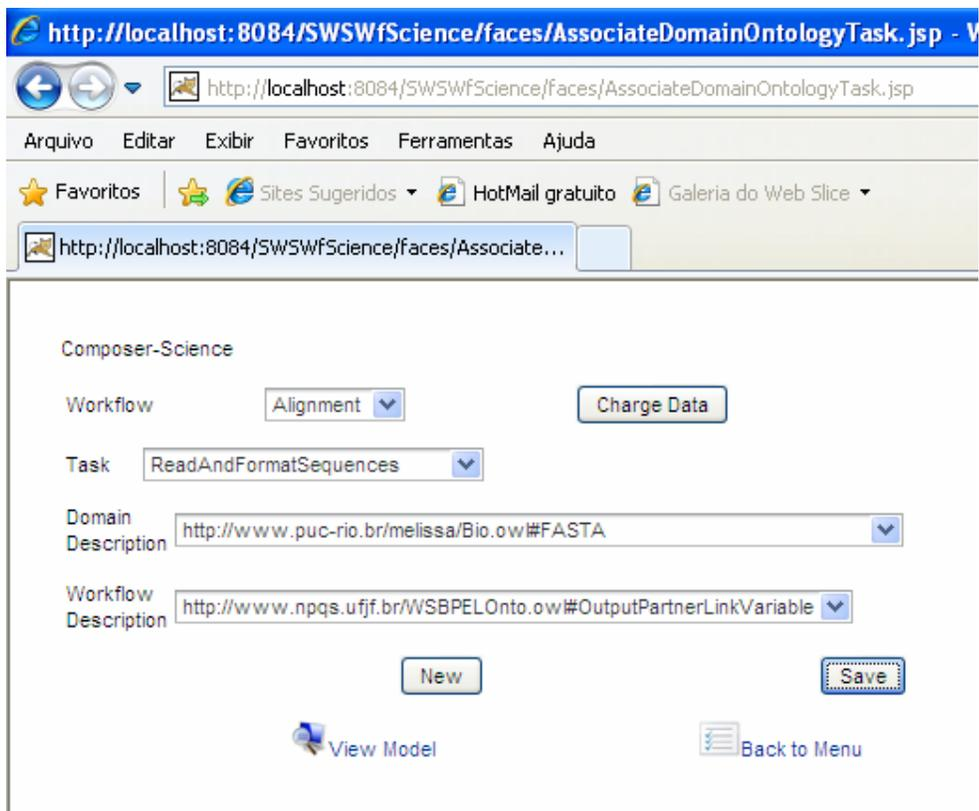 http://localhost:8084/SWSWfScience/faces/AssociateDomainOntologyTask.jsp - W
http://localhost:8084/SWSWfScience/faces/AssociateDomainOntologyTask.jsp
Arquivo Editar Exibir Favoritos Ferramentas Ajuda
Favoritos Sites Sugeridos HotMail gratuito Galeria do Web Slice
http://localhost:8084/SWSWfScience/faces/Associate...
Composer-Science
Workflow Alignment Charge Data
Task ReadAndFormatSequences
Domain
Description http://www.puc-rio.br/melissa/Bio.owl#FASTA
Workflow
Description http://www.npqs.ufjf.br/WSBPELOnto.owl#OutputPartnerLinkVariable
New Save
View Model Back to Menu